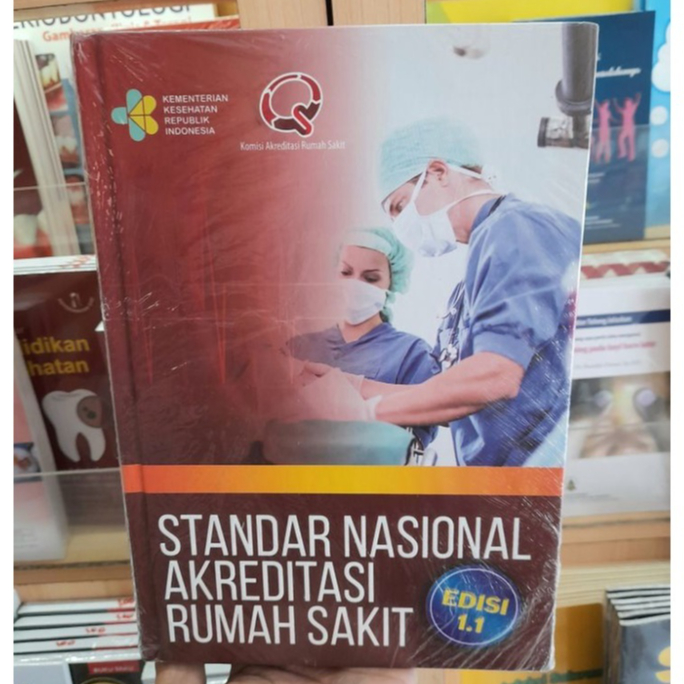 KEMENTERIAN
KESEHATAN
REPUBLIK
INDONESIA
Komisi Akreditasi Rumah Sakit
STANDAR NASIONAL
AKREDITASI
RUMAH SAKIT
EDISI
1.1